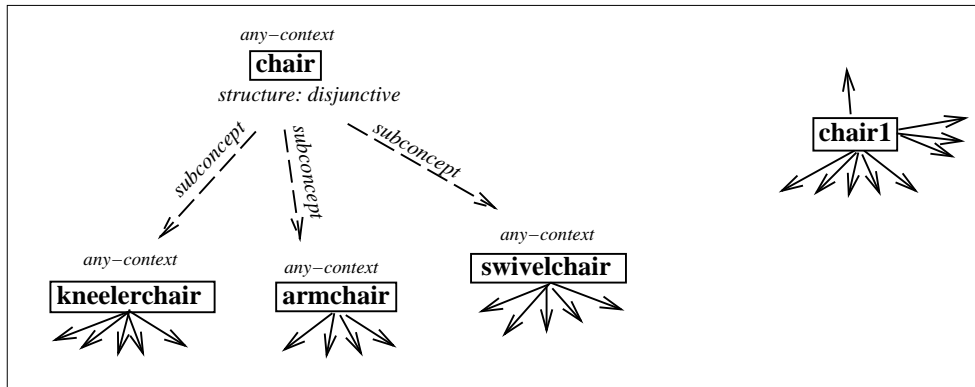 any−context
chair
structure: disjunctive
chair1
subconcept
subconcept
subconcept
any−context
kneelerchair
any−context
armchair
any−context
swivelchair